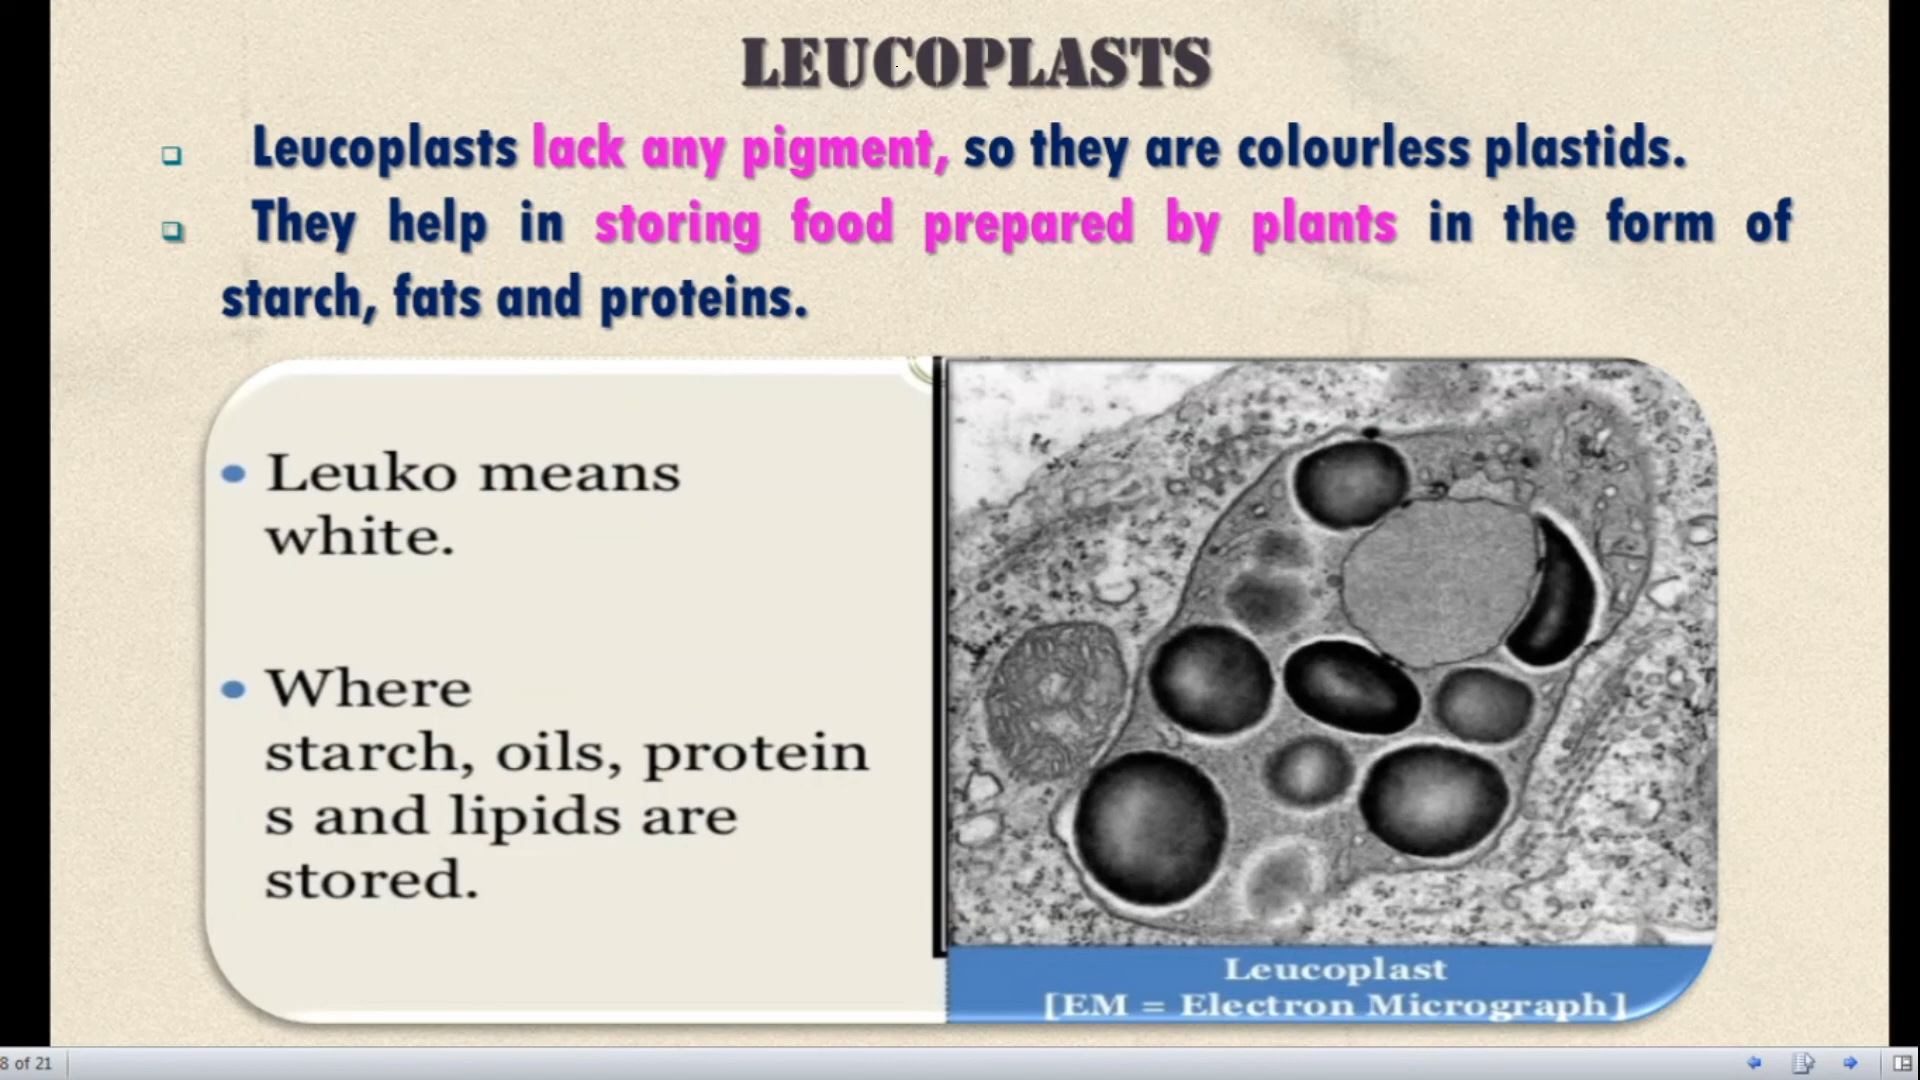 LEUCOPLASTS
❑ Leucoplasts lack any pigment, so they are colourless plastids.
❑ They help in storing food prepared by plants in the form of
starch, fats and proteins.
• Leuko means
white.
• Where
starch, oils, protein
s and lipids are
stored.
Leucoplast
[EM = Electron Micrograph]
8 of 21